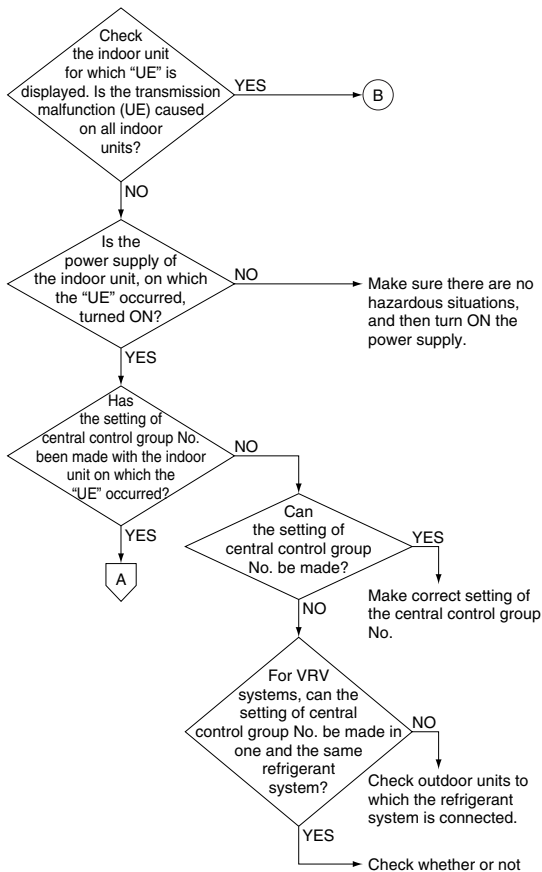 Check
the indoor unit
for which “UE” is
displayed. Is the transmission
malfunction (UE) caused
on all indoor
units?
YES
B
NO
Is the
power supply of
the indoor unit, on which
the “UE” occurred,
turned ON?
NO
Make sure there are no
hazardous situations,
and then turn ON the
power supply.
YES
Has
the setting of
central control group No.
been made with the indoor
unit on which the
“UE” occurred?
NO
YES
A
Can
the setting of
central control group
No. be made?
YES
Make correct setting of
the central control group
No.
NO
For VRV
systems, can the
setting of central
control group No. be made in
one and the same
refrigerant
system?
NO
Check outdoor units to
which the refrigerant
system is connected.
YES
Check whether or not